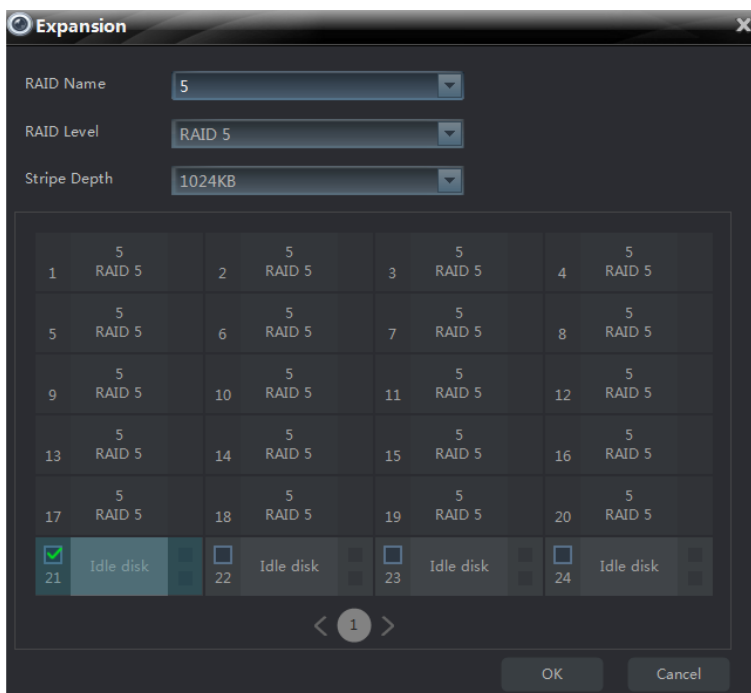 Expansion
RAID Name
5
RAID Level
RAID 5
Stripe Depth
1024KB
5 5 5 5
1 RAID 5 2 RAID 5 3 RAID 5 4 RAID 5
5 5 5 5
5 RAID 5 6 RAID 5 7 RAID 5 8 RAID 5
5 5 5 5
9 RAID 5 10 RAID 5 11 RAID 5 12 RAID 5
5 5 5 5
13 RAID 5 14 RAID 5 15 RAID 5 16 RAID 5
5 5 5 5
17 RAID 5 18 RAID 5 19 RAID 5 20 RAID 5
21 Idle disk 22 Idle disk 23 Idle disk 24 Idle disk
< 1 >
OK Cancel